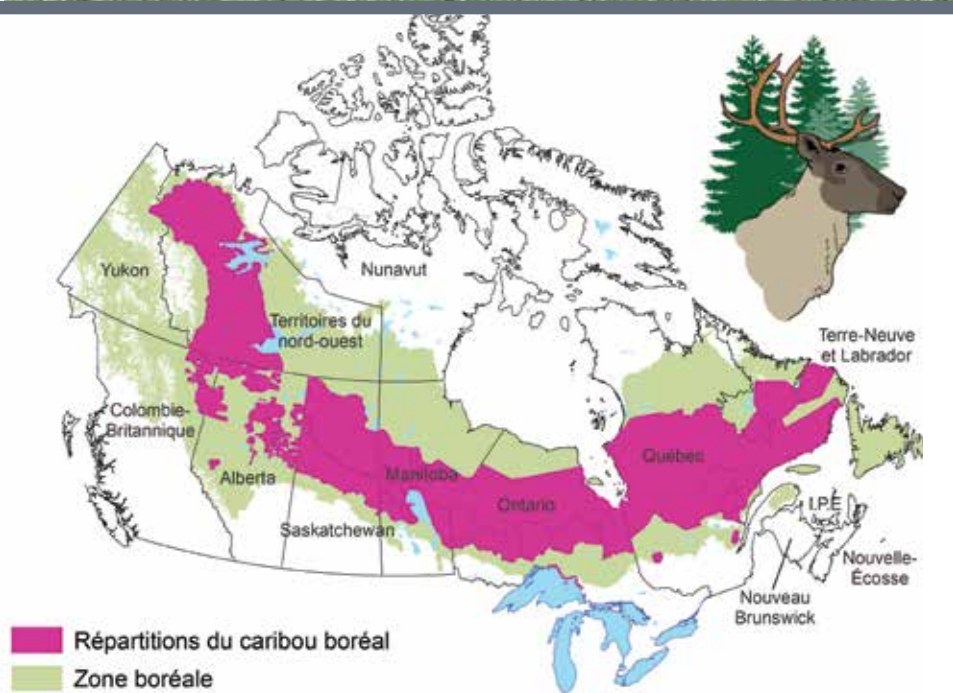 Yukon
Nunavut
Territoires du
nord-ouest
Terre-Neuve
et Labrador
Colombie-
Britannique
Alberta
Manitoba
Québec
Ontario
Saskatchewan
I.P.E
Nouvelle-
Écosse
Nouveau
Brunswick
Répartitions du caribou boréal
Zone boréale